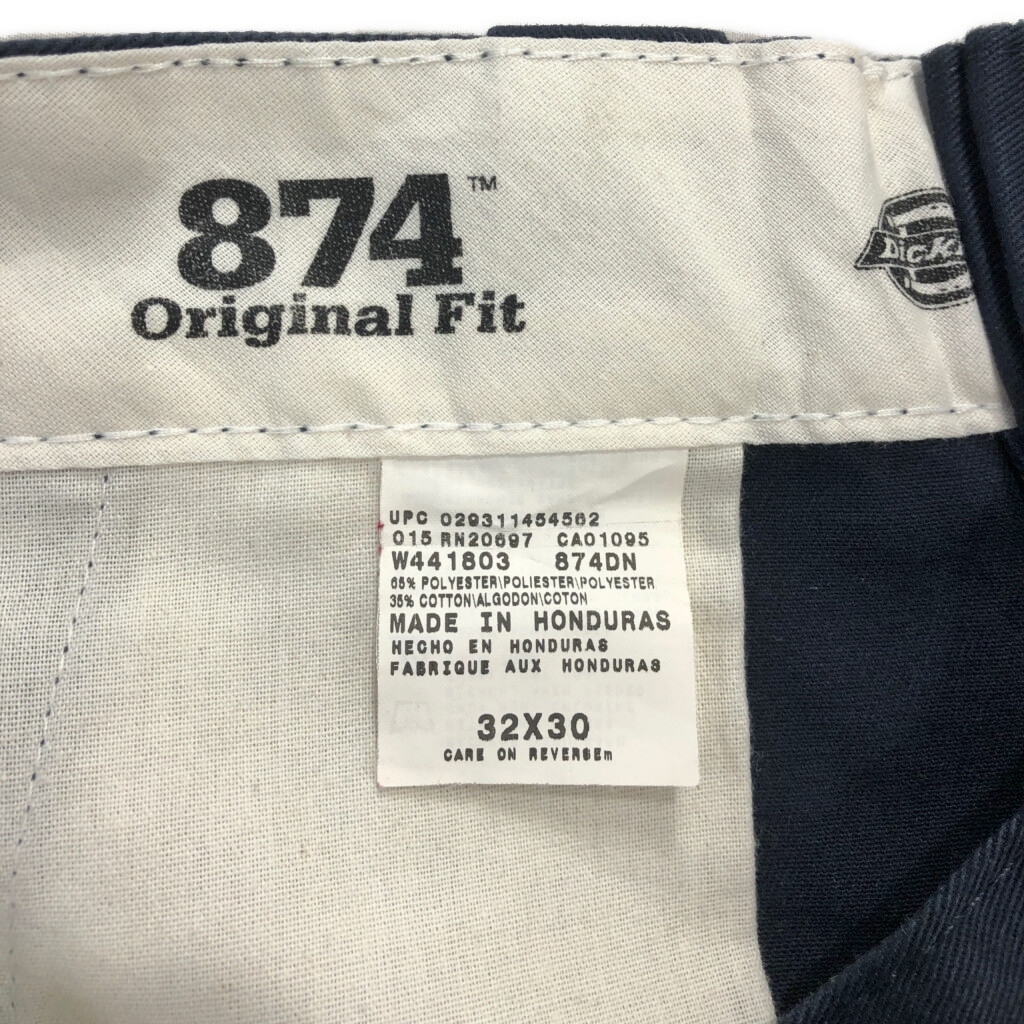 874™
Original Fit
DICK
UPC 029311454562
015 RN20697 CA01095
W441803 874DN
65% POLYESTER\POLIESTER\POLYESTER
35% COTTON\ALGODON\COTON
MADE IN HONDURAS
HECHO EN HONDURAS
FABRIQUE AUX HONDURAS
32X30
CARE ON REVERSEm